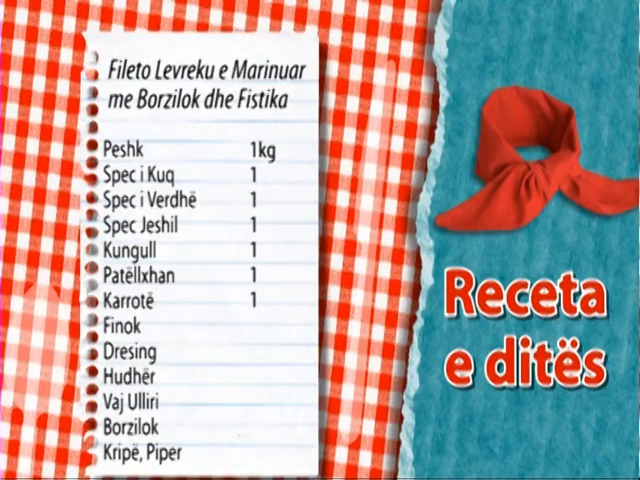 Fileto Levreku e Marinuar
me Borzilok dhe Fistika
Peshk 1kg
Spec i Kuq 1
Spec i Verdhë 1
Spec Jeshil 1
Kungull 1
Patëllxhan 1
Karrotë 1
Finok
Dresing
Hudhër
Vaj Ulliri
Borzilok
Kripë, Piper
Receta
e ditës